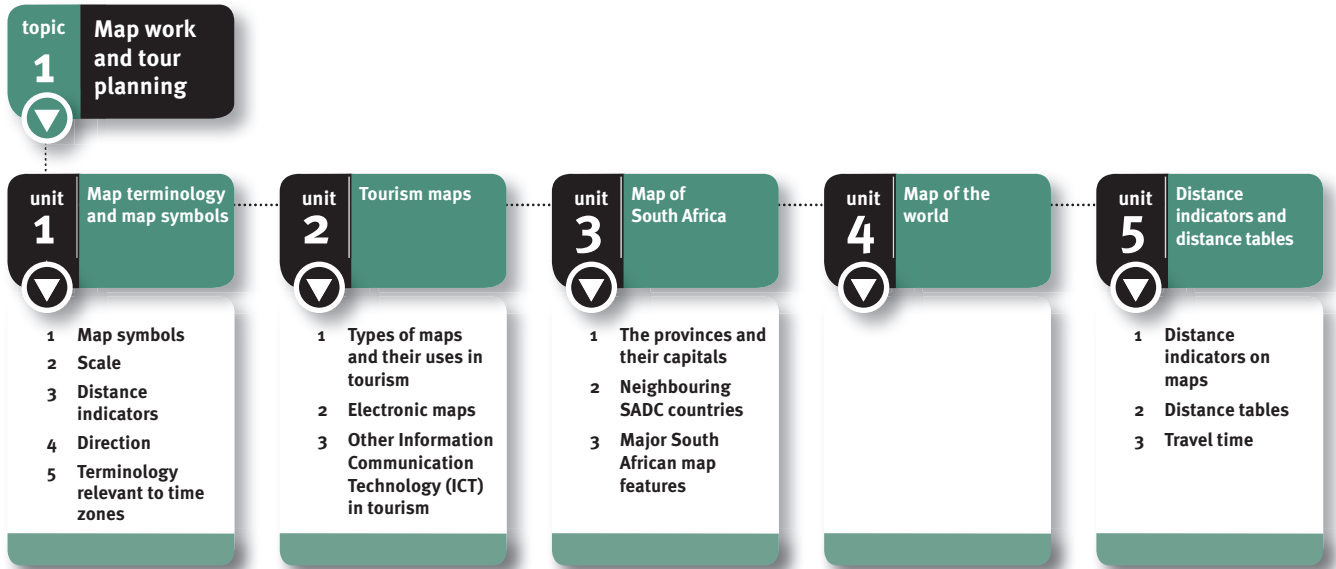 topic
1
Map work
and tour
planning
unit
1
Map terminology
and map symbols
1 Map symbols
2 Scale
3 Distance
indicators
4 Direction
5 Terminology
relevant to time
zones
unit
2
Tourism maps
1 Types of maps
and their uses in
tourism
2 Electronic maps
3 Other Information
Communication
Technology (ICT)
in tourism
unit
3
Map of
South Africa
1 The provinces and
their capitals
2 Neighbouring
SADC countries
3 Major South
African map
features
unit
4
Map of the
world
unit
5
Distance
indicators and
distance tables
1 Distance
indicators on
maps
2 Distance tables
3 Travel time